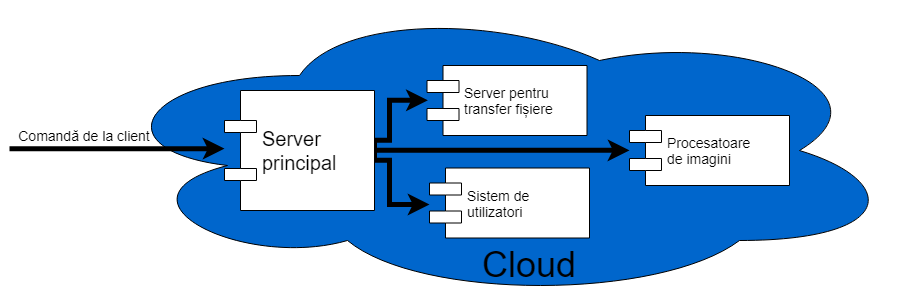 Comandă de la client
Server
principal
Server pentru
transfer fișiere
Procesatoare
de imagini
Sistem de
utilizatori
Cloud